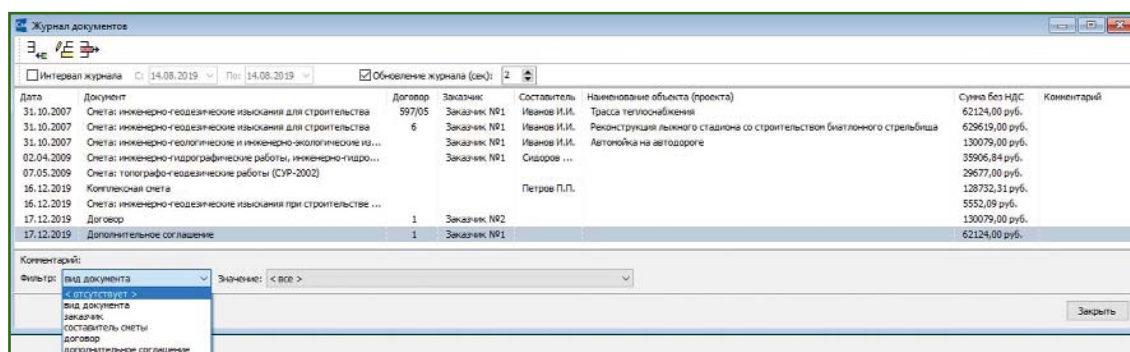 Журнал документов
Интервал журнала С: 14.08.2019 По: 14.08.2019 Обновление журнала (сек): 2
Дата Документ Договор Заказчик Составитель Наименование объекта (проекта) Сумма без НДС Комментарий
31.10.2007 Смета: инженерно-геодезические изыскания для строительства 597/05 Заказчик №1 Иванов И.И. Трасса теплоснабжения 62124,00 руб.
31.10.2007 Смета: инженерно-геодезические изыскания для строительства 6 Заказчик №1 Иванов И.И. Реконструкция лыжного стадиона со строительством биатлонного стрельбища 629619,00 руб.
31.10.2007 Смета: инженерно-геологические и инженерно-экологические из... Заказчик №1 Иванов И.И. Автомойка на автодороге 130079,00 руб.
02.04.2009 Смета: инженерно-гидрографические работы, инженерно-гидро... Заказчик №1 Сидоров ... 35906,84 руб.
07.05.2009 Смета: топографо-геодезические работы (СУР-2002) 29677,00 руб.
16.12.2019 Комплексная смета Петров П.П. 128732,31 руб.
16.12.2019 Смета: инженерно-геодезические изыскания при строительстве ... 5552,09 руб.
17.12.2019 Договор 1 Заказчик №2 130079,00 руб.
17.12.2019 Дополнительное соглашение 1 Заказчик №1 62124,00 руб.
Комментарий:
Фильтр: вид документа Значение: < все >
< отсутствует >
вид документа
заказчик
Закрыть
составитель сметы
договор
дополнительное соглашение